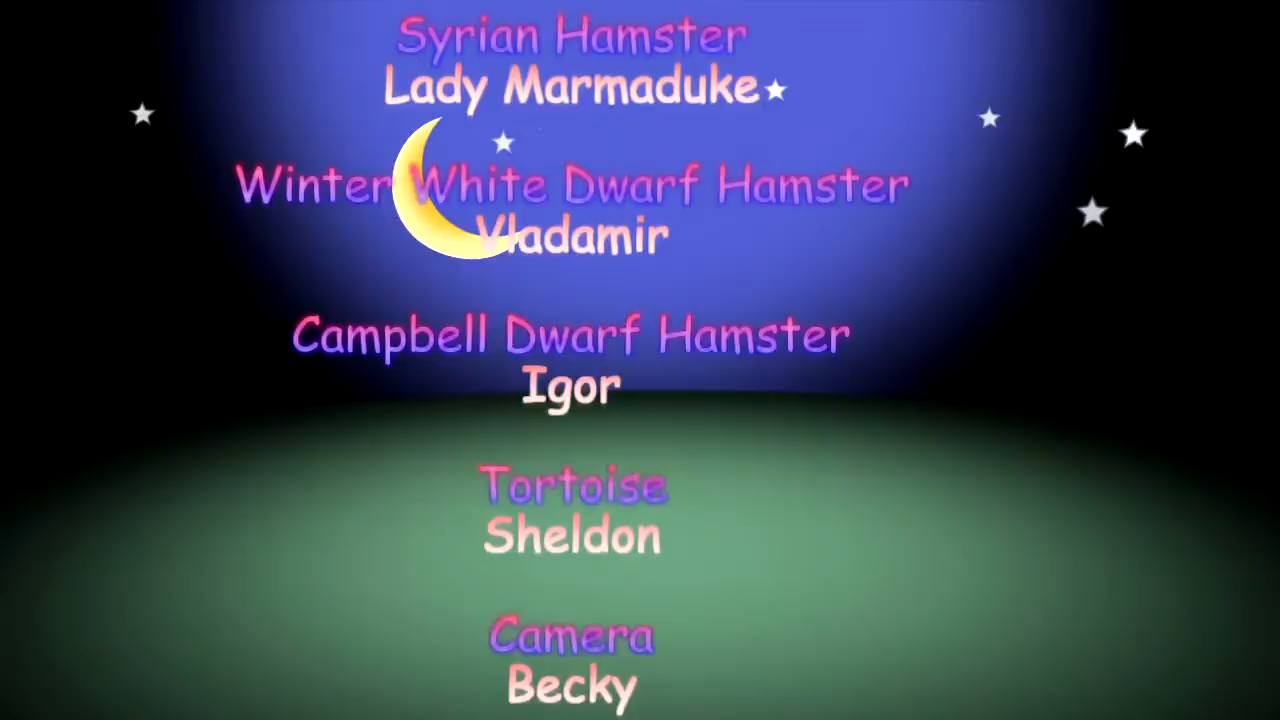 Syrian Hamster
Lady Marmaduke
Winter White Dwarf Hamster
Vladamir
Campbell Dwarf Hamster
Igor
Tortoise
Sheldon
Camera
Becky